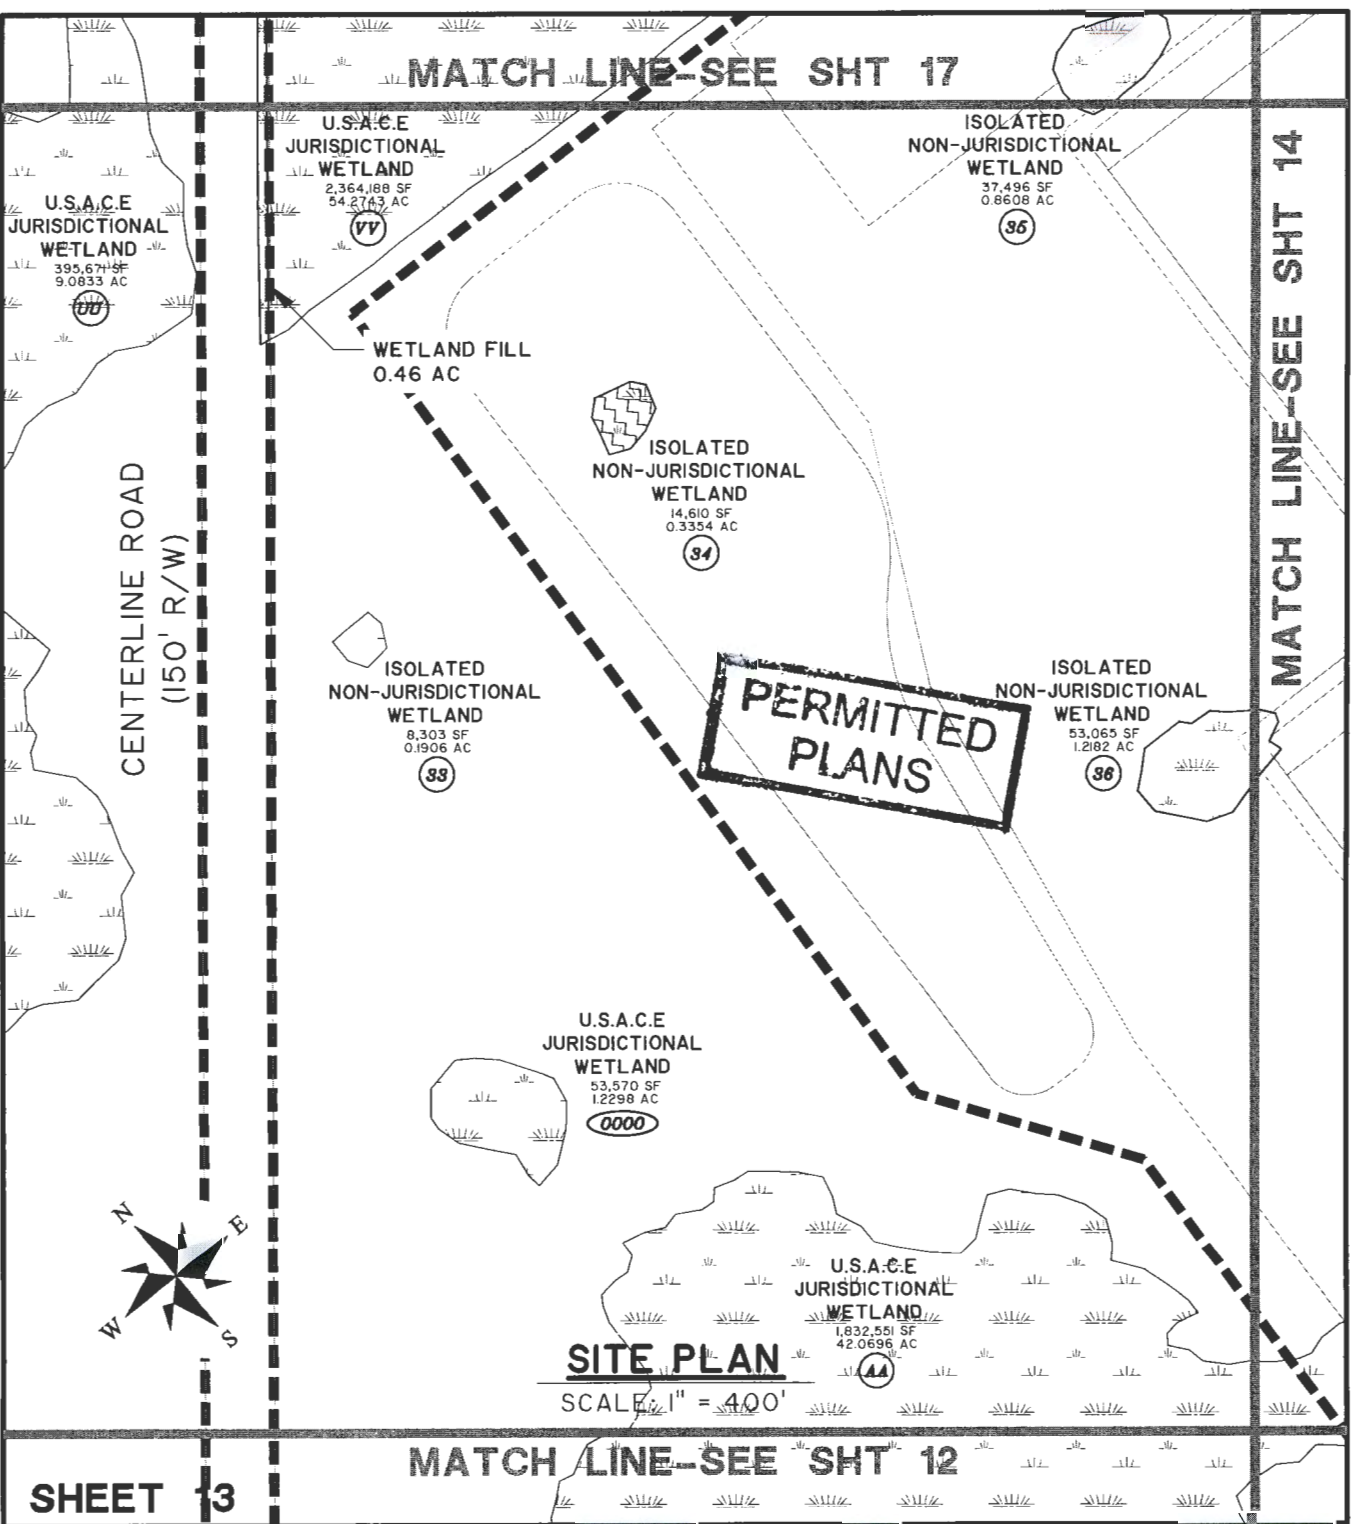 MATCH LINE-SEE SHT 17
U.S.A.C.E
JURISDICTIONAL
WETLAND
2,364,188 SF
54.2743 AC
VV
ISOLATED
NON-JURISDICTIONAL
WETLAND
37,496 SF
0.8608 AC
35
U.S.A.C.E
JURISDICTIONAL
WETLAND
395,671 SF
9.0833 AC
UU
MATCH LINE-SEE SHT 14
WETLAND FILL
0.46 AC
ISOLATED
NON-JURISDICTIONAL
WETLAND
14,610 SF
0.3354 AC
34
CENTERLINE ROAD
(150' R/W)
ISOLATED
NON-JURISDICTIONAL
WETLAND
8,303 SF
0.1906 AC
33
PERMITTED
PLANS
ISOLATED
NON-JURISDICTIONAL
WETLAND
53,065 SF
1.2182 AC
36
U.S.A.C.E
JURISDICTIONAL
WETLAND
53,570 SF
1.2298 AC
OOOO
N
E
W
S
U.S.A.C.E
JURISDICTIONAL
WETLAND
1,832,551 SF
42.0696 AC
AA
SITE PLAN
SCALE: 1" = 400'
MATCH LINE-SEE SHT 12
SHEET 13